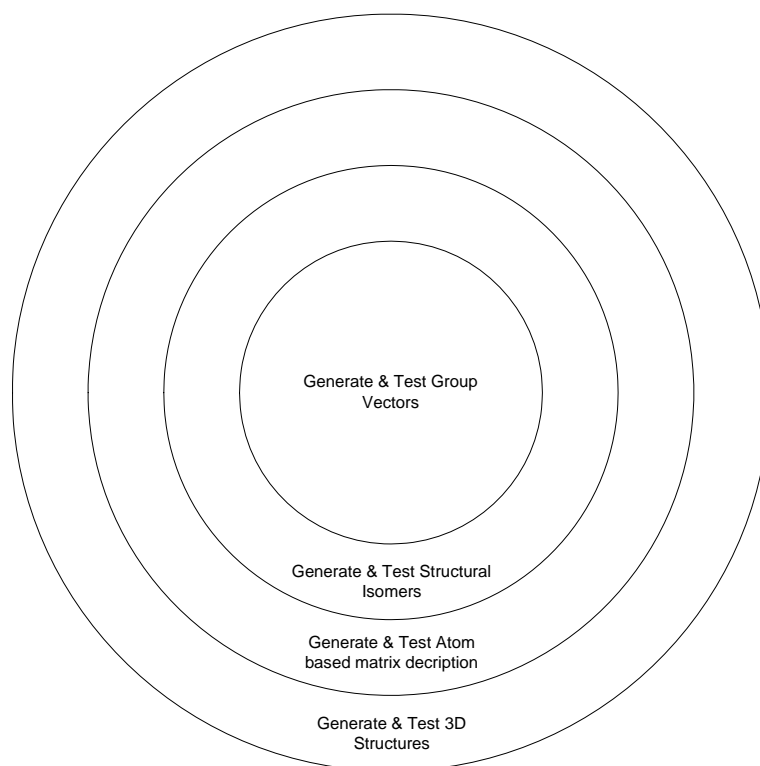 Generate & Test Group
Vectors
Generate & Test Structural
Isomers
Generate & Test Atom
based matrix decription
Generate & Test 3D
Structures